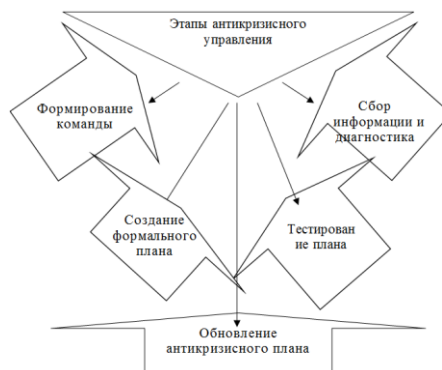 Этапы антикризисного
управления
Формирование
команды
Сбор
информации и
диагностика
Создание
формального
плана
Тестирован
ие плана
Обновление
антикризисного плана